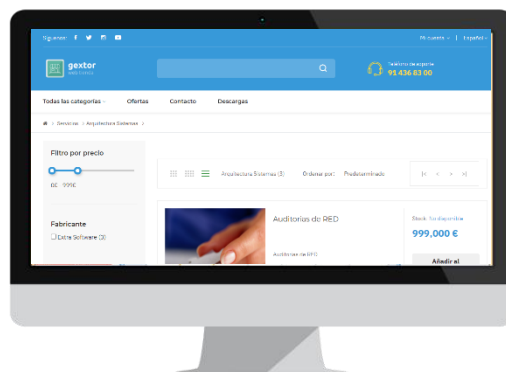 Síguenos:
Mi cuenta | Español
gextor
Teléfono de soporte
91 436 83 00
Todas las categorías Ofertas Contacto Descargas
> Servicios > Arquitectura Sistemas >
Filtro por precio
0€ 999€
Arquitectura Sistemas (3) Ordenar por: Predeterminado
Fabricante
Extra Software (3)
Auditorias de RED
Auditorias de RED
Stock: No disponible
999,000 €
Añadir al